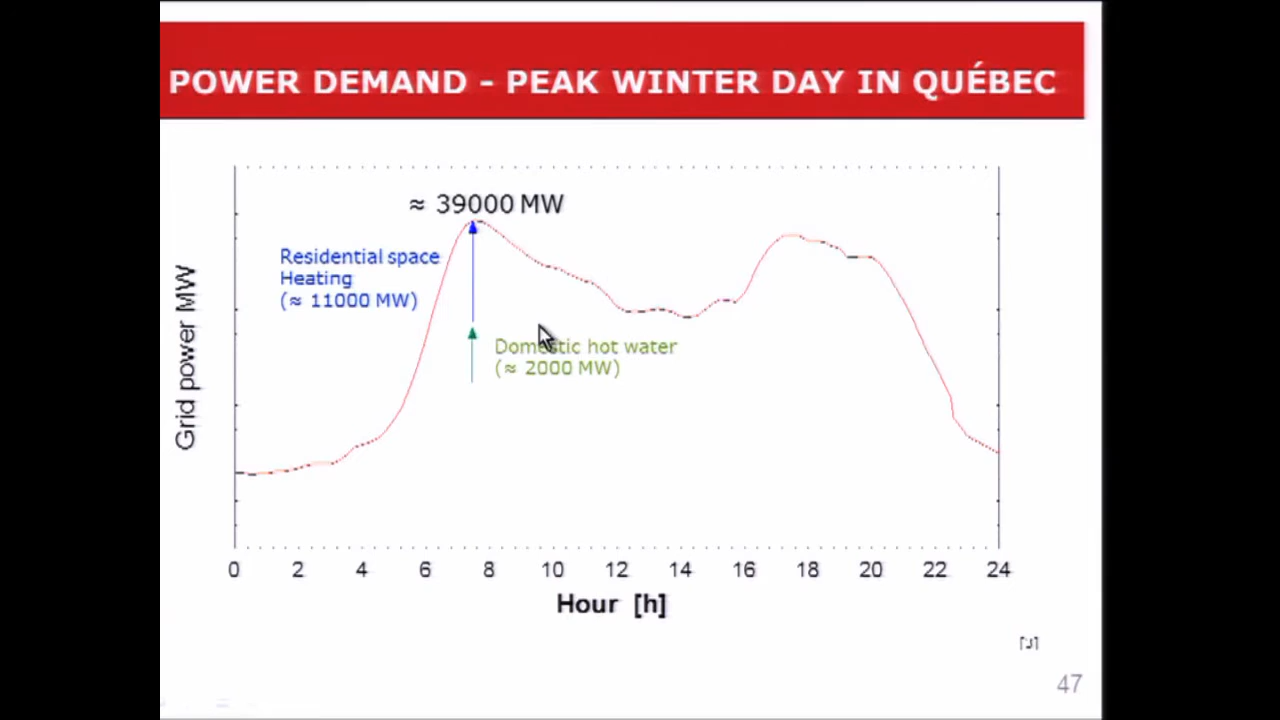 POWER DEMAND - PEAK WINTER DAY IN QUÉBEC
≈ 39000 MW
Residential space
Heating
(≈ 11000 MW)
Domestic hot water
(≈ 2000 MW)
Grid power MW
0 2 4 6 8 10 12 14 16 18 20 22 24
Hour [h]
47